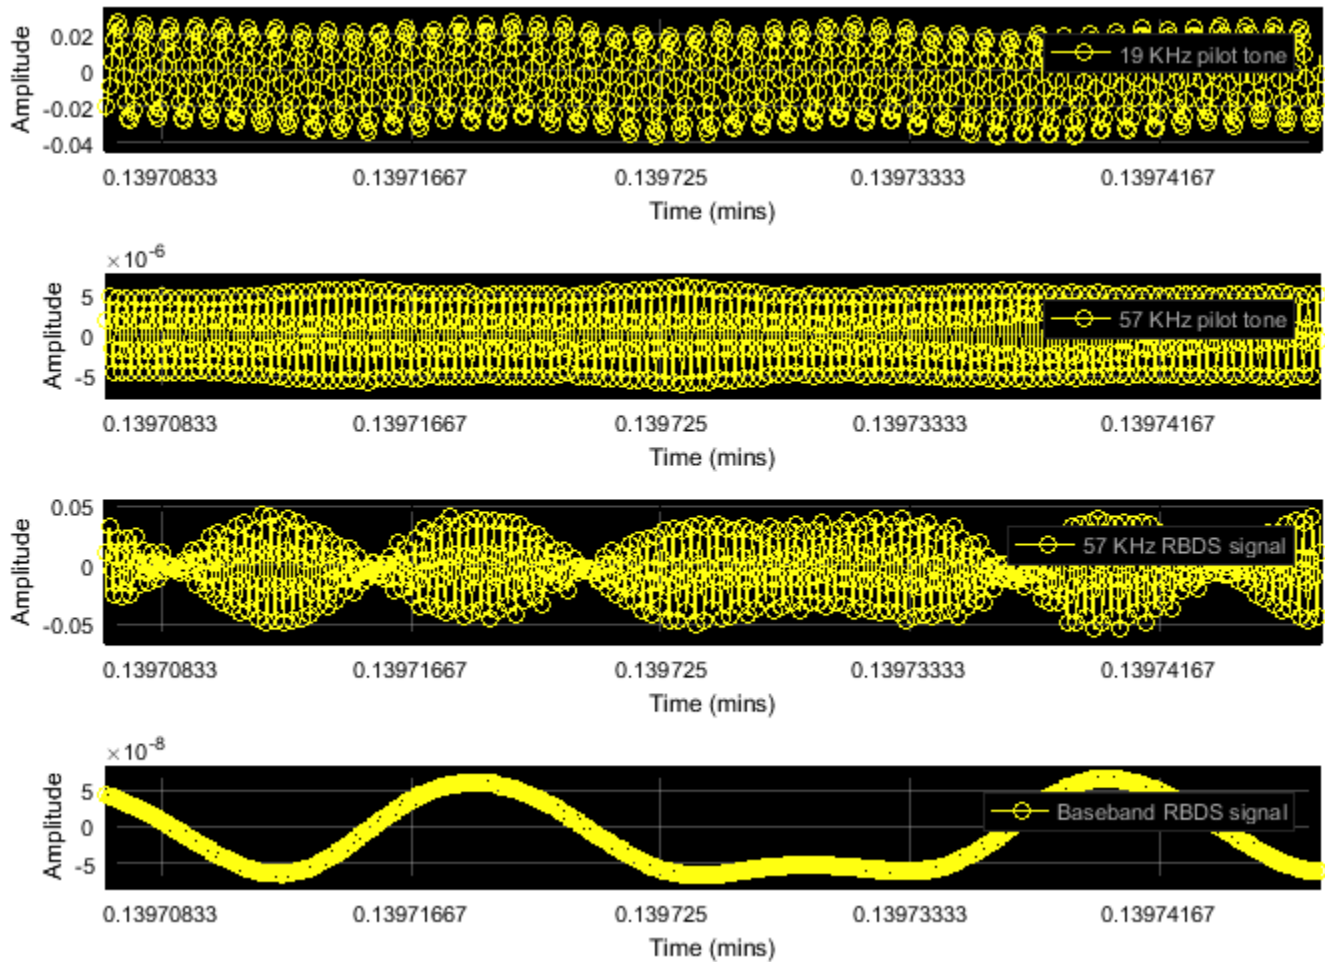 Amplitude
0.02
0
-0.02
-0.04
19 KHz pilot tone
0.13970833 0.13971667 0.139725 0.13973333 0.13974167
Time (mins)
×10-6
Amplitude
5
0
-5
57 KHz pilot tone
0.13970833 0.13971667 0.139725 0.13973333 0.13974167
Time (mins)
Amplitude
0.05
0
-0.05
57 KHz RBDS signal
0.13970833 0.13971667 0.139725 0.13973333 0.13974167
Time (mins)
×10-8
Amplitude
5
0
-5
Baseband RBDS signal
0.13970833 0.13971667 0.139725 0.13973333 0.13974167
Time (mins)